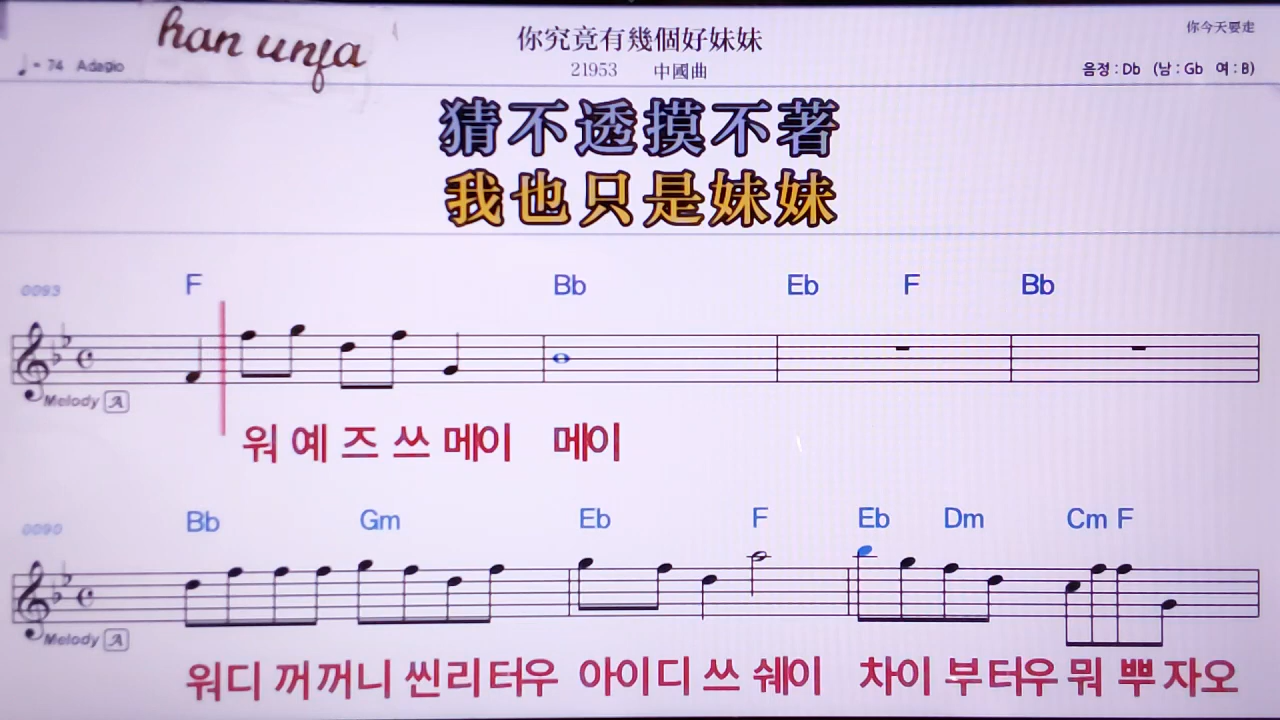 han unfa
你究竟有幾個好妹妹
你今天要走
♩= 74 Adagio
21953 中國曲
음정 : Db (남 : Gb 여 : B)
猜不透摸不著
我也只是妹妹
0093 F Bb Eb F Bb
Melody A
워 예 즈 쓰 메이 메이
0090 Bb Gm Eb F Eb Dm Cm F
Melody A
워디 꺼꺼니 씬리터우 아이디 쓰 쉐이 차이 부터우 뭐 뿌 자오